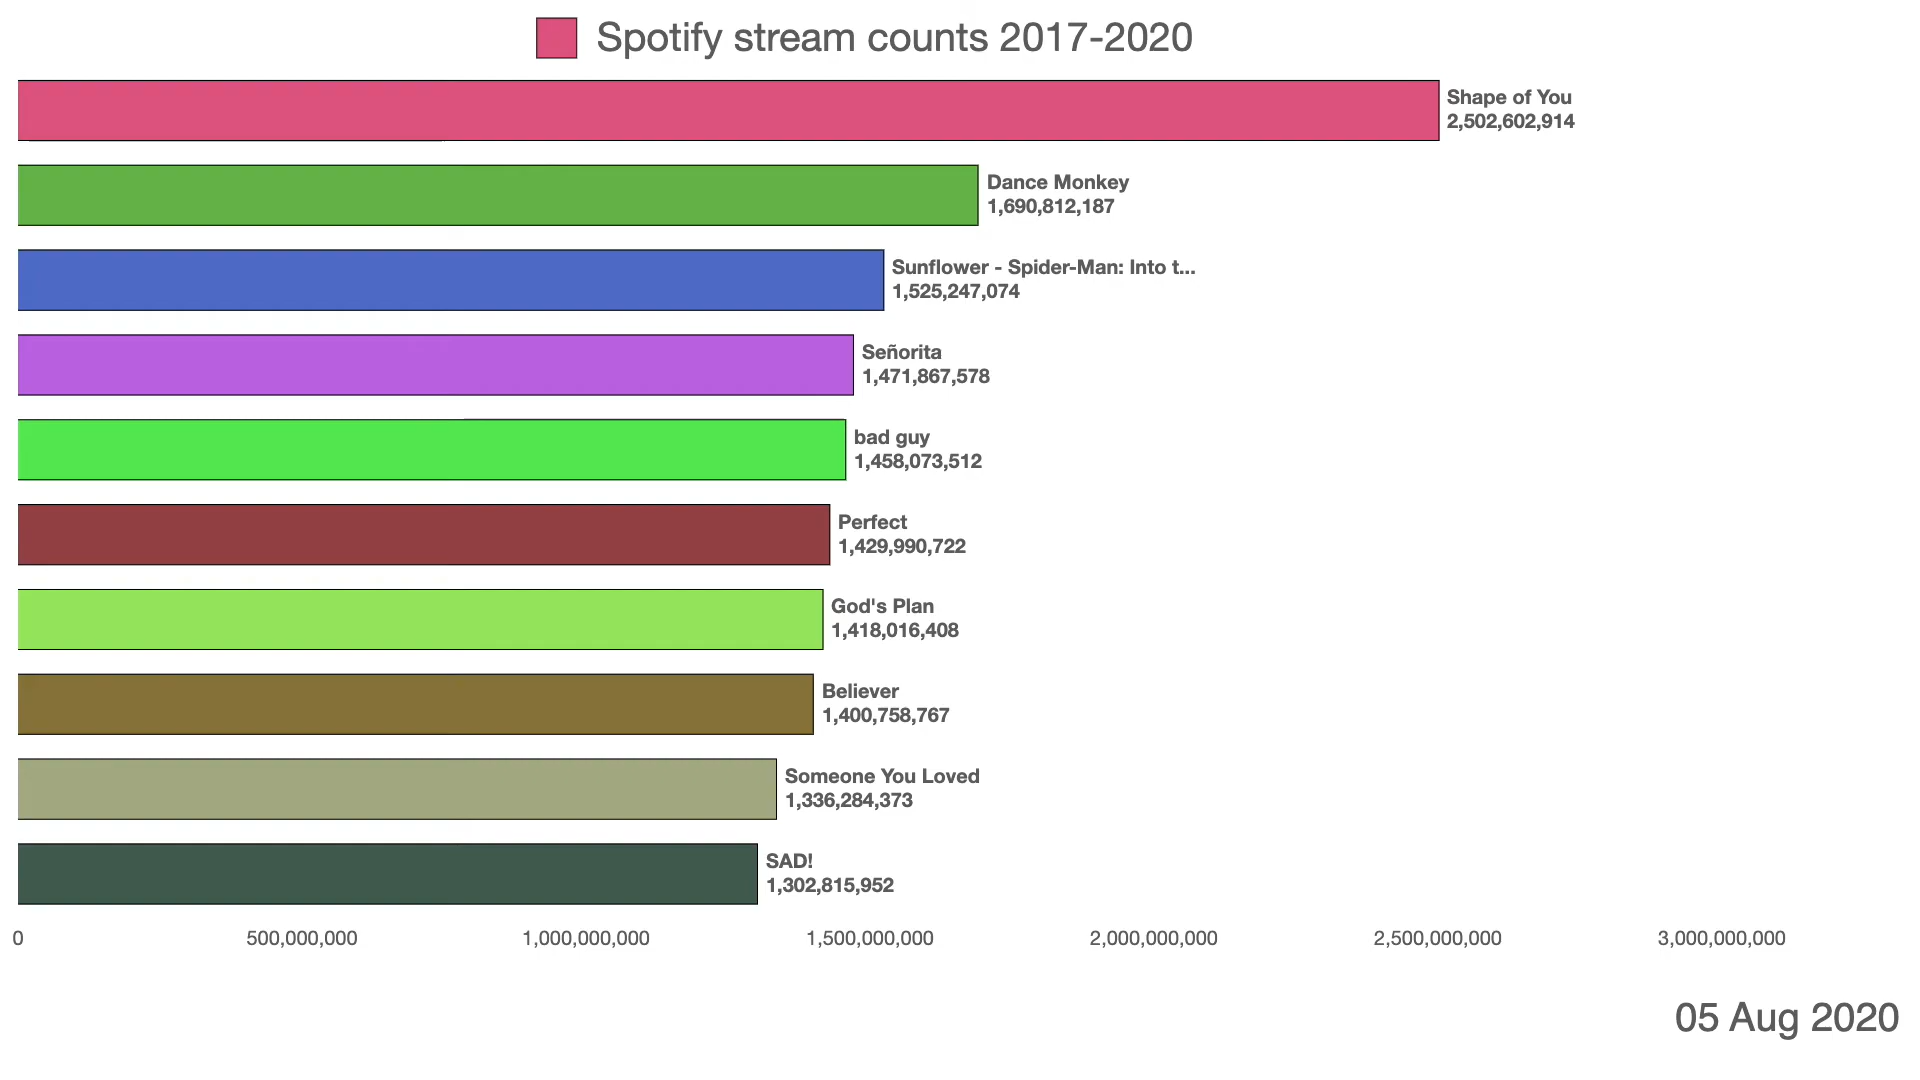 Spotify stream counts 2017-2020
Shape of You
2,502,602,914
Dance Monkey
1,690,812,187
Sunflower - Spider-Man: Into t...
1,525,247,074
Señorita
1,471,867,578
bad guy
1,458,073,512
Perfect
1,429,990,722
God's Plan
1,418,016,408
Believer
1,400,758,767
Someone You Loved
1,336,284,373
SAD!
1,302,815,952
0 500,000,000 1,000,000,000 1,500,000,000 2,000,000,000 2,500,000,000 3,000,000,000
05 Aug 2020